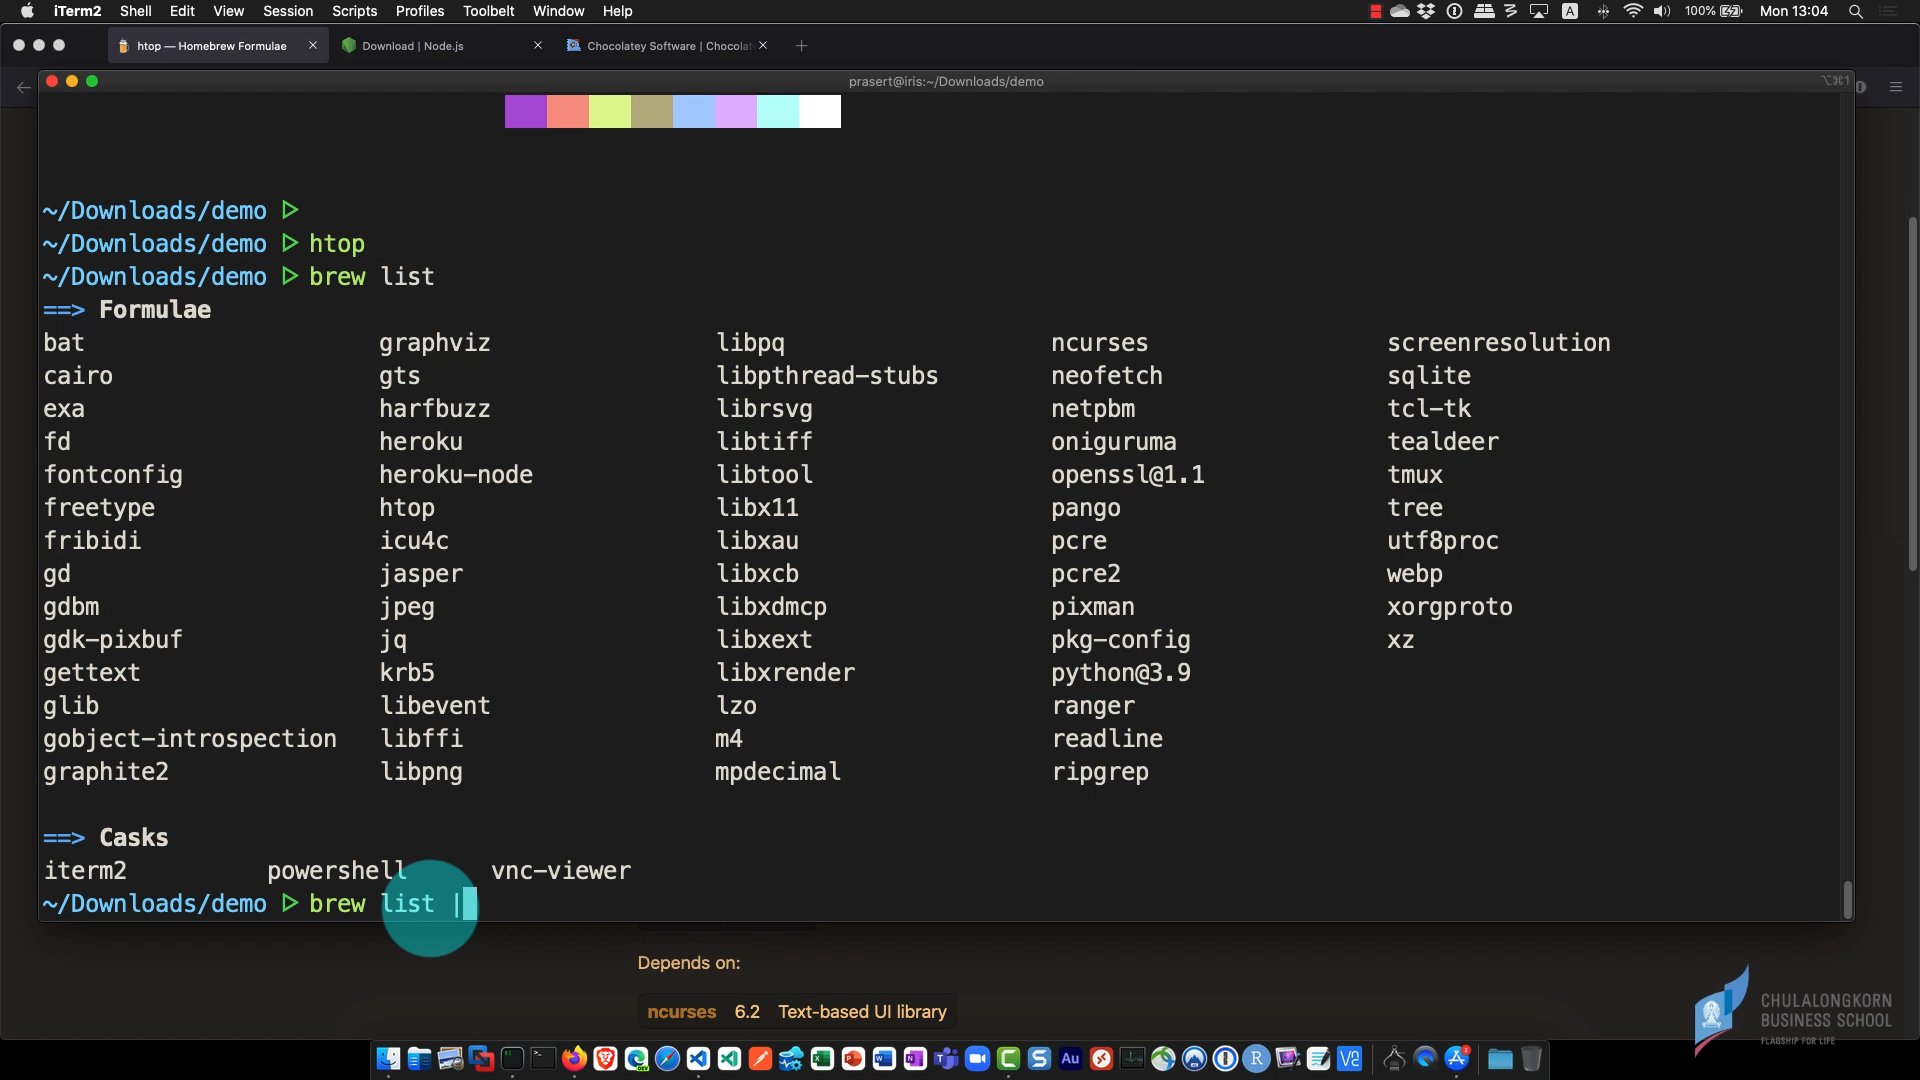 iTerm2 Shell Edit View Session Scripts Profiles Toolbelt Window Help 100% Mon 13:04
htop — Homebrew Formulae Download | Node.js Chocolatey Software | Chocolat
prasert@iris:~/Downloads/demo ⌥⌘1
~/Downloads/demo ▷
~/Downloads/demo ▷ htop
~/Downloads/demo ▷ brew list
==> Formulae
bat graphviz libpq ncurses screenresolution
cairo gts libpthread-stubs neofetch sqlite
exa harfbuzz librsvg netpbm tcl-tk
fd heroku libtiff oniguruma tealdeer
fontconfig heroku-node libtool openssl@1.1 tmux
freetype htop libx11 pango tree
fribidi icu4c libxau pcre utf8proc
gd jasper libxcb pcre2 webp
gdbm jpeg libxdmcp pixman xorgproto
gdk-pixbuf jq libxext pkg-config xz
gettext krb5 libxrender python@3.9
glib libevent lzo ranger
gobject-introspection libffi m4 readline
graphite2 libpng mpdecimal ripgrep
==> Casks
iterm2 powershell vnc-viewer
~/Downloads/demo ▷ brew list |
Depends on:
ncurses 6.2 Text-based UI library
CHULALONGKORN
BUSINESS SCHOOL
FLAGSHIP FOR LIFE